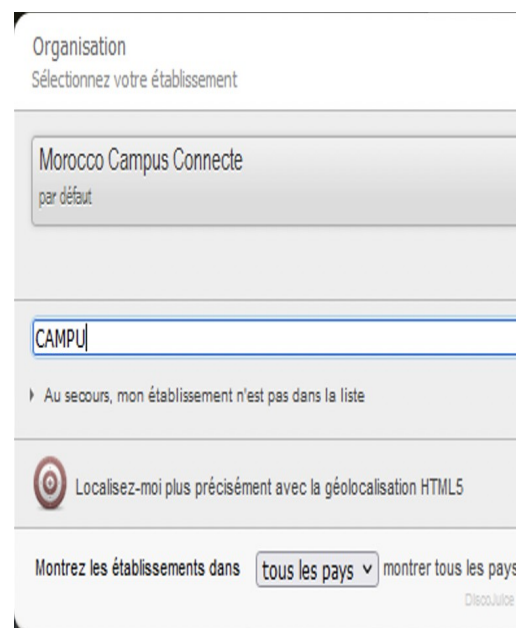 Organisation
Sélectionnez votre établissement
Morocco Campus Connecte
par défaut
CAMPU
Au secours, mon établissement n'est pas dans la liste
Localisez-moi plus précisément avec la géolocalisation HTML5
Montrez les établissements dans tous les pays montrer tous les pays
DiscoJuice